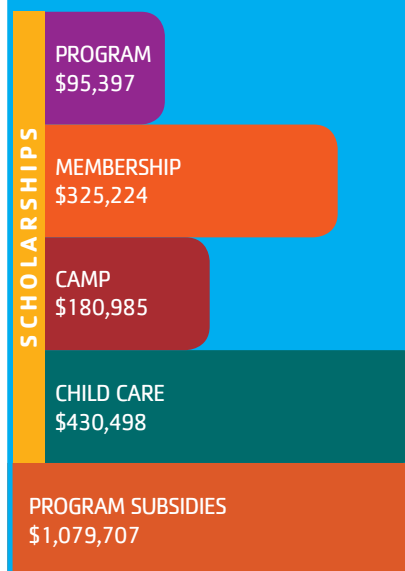 SCHOLARSHIPS
PROGRAM
$95,397
MEMBERSHIP
$325,224
CAMP
$180,985
CHILD CARE
$430,498
PROGRAM SUBSIDIES
$1,079,707